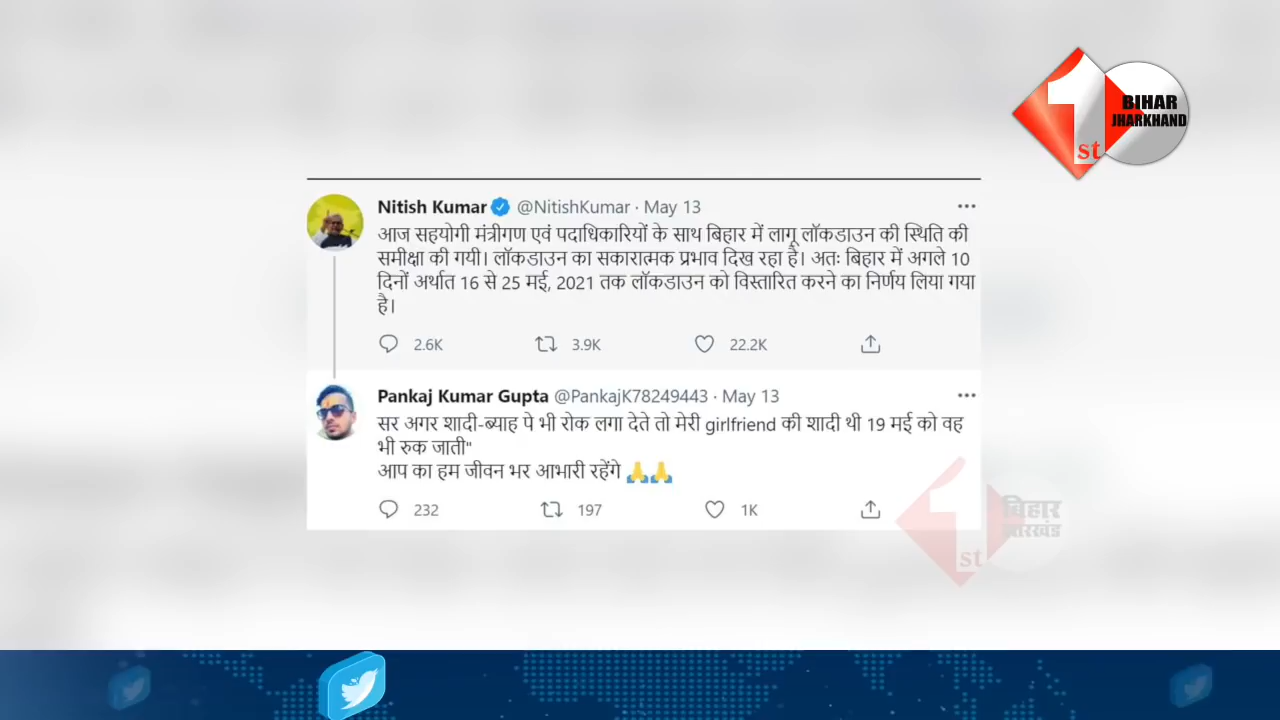 1st
BIHAR
JHARKHAND
Nitish Kumar @NitishKumar · May 13
आज सहयोगी मंत्रीगण एवं पदाधिकारियों के साथ बिहार में लागू लॉकडाउन की स्थिति की
समीक्षा की गयी। लॉकडाउन का सकारात्मक प्रभाव दिख रहा है। अतः बिहार में अगले 10
दिनों अर्थात 16 से 25 मई, 2021 तक लॉकडाउन को विस्तारित करने का निर्णय लिया गया
है।
2.6K 3.9K 22.2K
Pankaj Kumar Gupta @PankajK78249443 · May 13
सर अगर शादी-ब्याह पे भी रोक लगा देते तो मेरी girlfriend की शादी थी 19 मई को वह
भी रुक जाती"
आप का हम जीवन भर आभारी रहेंगे 🙏🙏
232 197 1K
1st
बिहार